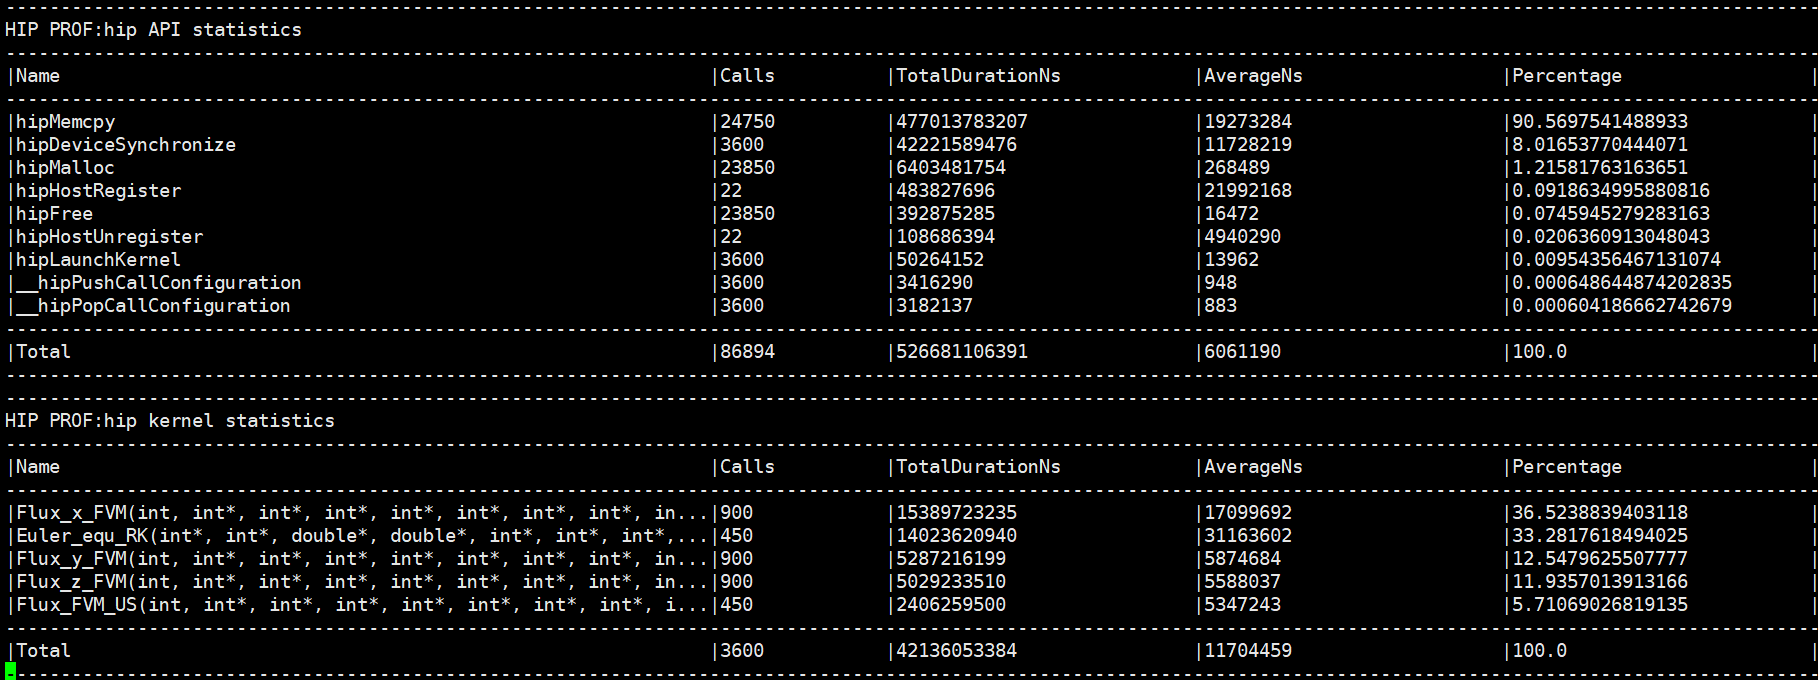 HIP PROF:hip API statistics
|Name |Calls |TotalDurationNs |AverageNs |Percentage |
|hipMemcpy |24750 |477013783207 |19273284 |90.5697541488933 |
|hipDeviceSynchronize |3600 |42221589476 |11728219 |8.01653770444071 |
|hipMalloc |23850 |6403481754 |268489 |1.21581763163651 |
|hipHostRegister |22 |483827696 |21992168 |0.0918634995880816 |
|hipFree |23850 |392875285 |16472 |0.0745945279283163 |
|hipHostUnregister |22 |108686394 |4940290 |0.0206360913048043 |
|hipLaunchKernel |3600 |50264152 |13962 |0.00954356467131074 |
|__hipPushCallConfiguration |3600 |3416290 |948 |0.000648644874202835 |
|__hipPopCallConfiguration |3600 |3182137 |883 |0.000604186662742679 |
|Total |86894 |526681106391 |6061190 |100.0 |
HIP PROF:hip kernel statistics
|Name |Calls |TotalDurationNs |AverageNs |Percentage |
|Flux_x_FVM(int, int*, int*, int*, int*, int*, int*, int*, in...|900 |15389723235 |17099692 |36.5238839403118 |
|Euler_equ_RK(int*, int*, double*, double*, int*, int*, int*,...|450 |14023620940 |31163602 |33.2817618494025 |
|Flux_y_FVM(int, int*, int*, int*, int*, int*, int*, int*, in...|900 |5287216199 |5874684 |12.5479625507777 |
|Flux_z_FVM(int, int*, int*, int*, int*, int*, int*, int*, in...|900 |5029233510 |5588037 |11.9357013913166 |
|Flux_FVM_US(int, int*, int*, int*, int*, int*, int*, int*, i...|450 |2406259500 |5347243 |5.71069026819135 |
|Total |3600 |42136053384 |11704459 |100.0 |